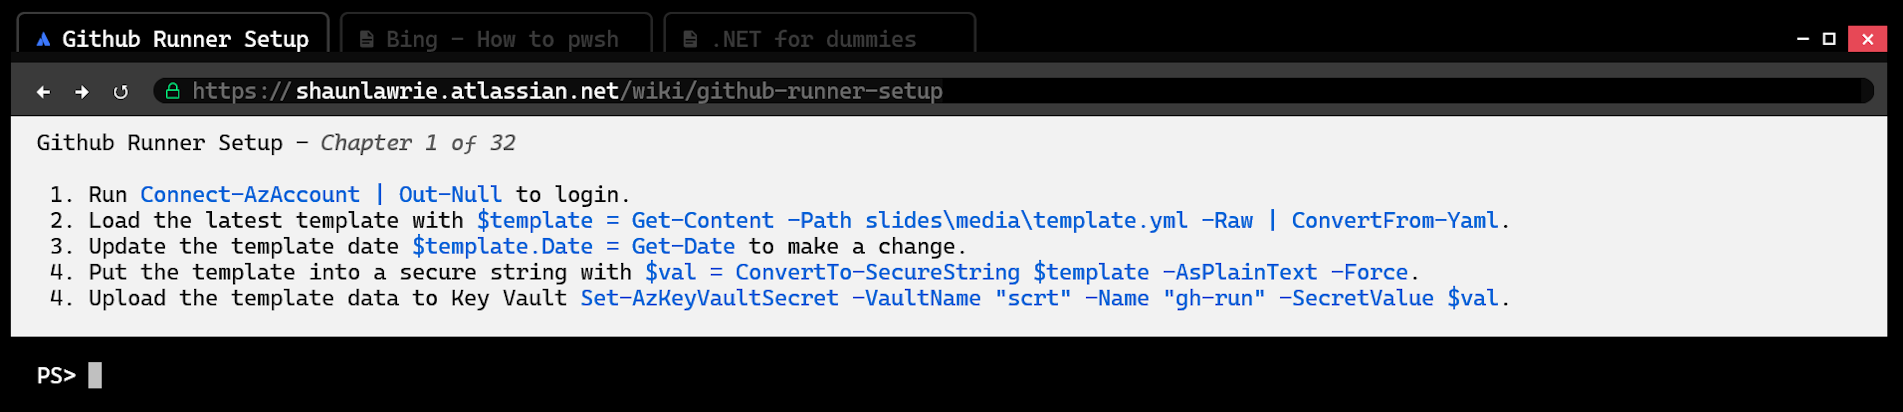 Github Runner Setup
Bing – How to pwsh
.NET for dummies
https://shaunlawrie.atlassian.net/wiki/github-runner-setup
Github Runner Setup – Chapter 1 of 32
1. Run Connect-AzAccount | Out-Null to login.
2. Load the latest template with $template = Get-Content -Path slides\media\template.yml -Raw | ConvertFrom-Yaml.
3. Update the template date $template.Date = Get-Date to make a change.
4. Put the template into a secure string with $val = ConvertTo-SecureString $template -AsPlainText -Force.
4. Upload the template data to Key Vault Set-AzKeyVaultSecret -VaultName "scrt" -Name "gh-run" -SecretValue $val.
PS>